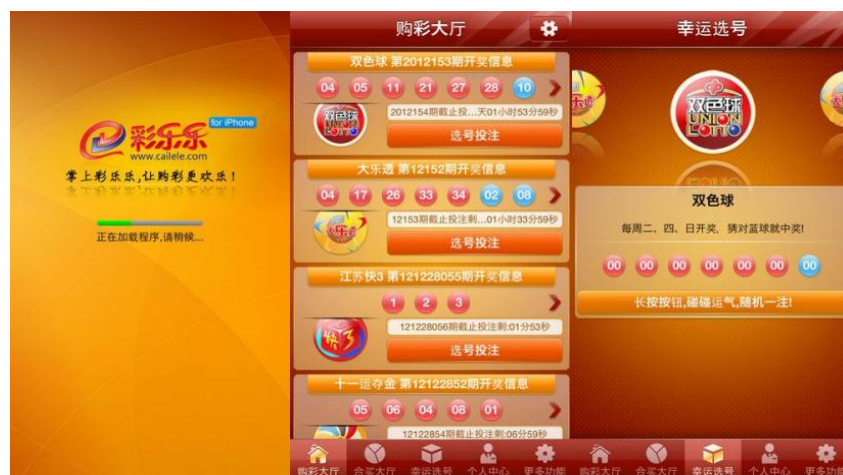 彩乐乐
for iPhone
www.cailele.com
掌上彩乐乐,让购彩更欢乐!
正在加载程序,请稍候...
购彩大厅
双色球 第2012153期开奖信息
04 05 11 21 27 28 10
双色球
UNION
LOTTO
2012154期截止投...天01小时53分59秒
选号投注
大乐透 第12152期开奖信息
04 17 26 33 34 02 08
大乐透
12153期截止投注剩...01小时33分59秒
选号投注
江苏快3 第121228055期开奖信息
1 2 3
快3
121228056期截止投注剩:01分53秒
选号投注
十一运夺金 第12122852期开奖信息
05 06 04 08 01
12122854期截止投注剩:06分59秒
购彩大厅 合买大厅 幸运选号 个人中心 更多功能
幸运选号
双色球
UNION
LOTTO
双色球
每周二、四、日开奖, 猜对蓝球就中奖!
00 00 00 00 00 00 00
长按按钮,碰碰运气,随机一注!
购彩大厅 合买大厅 幸运选号 个人中心 更多功能